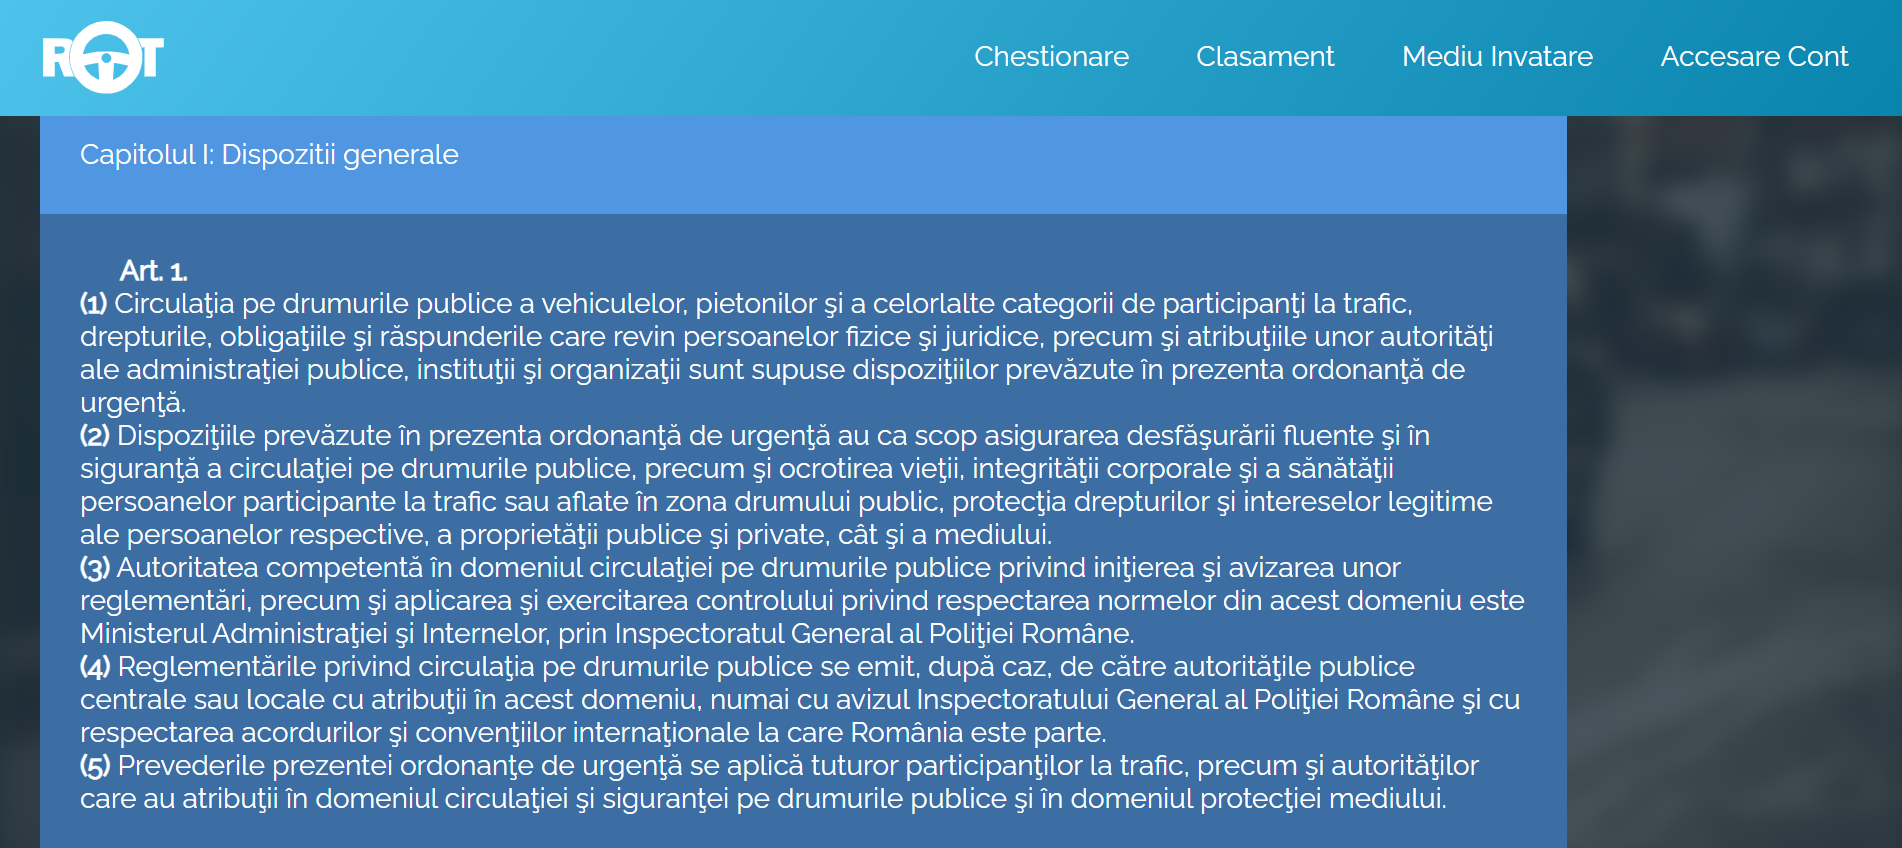 ROT
Chestionare Clasament Mediu Invatare Accesare Cont
Capitolul I: Dispozitii generale
Art. 1.
(1) Circulaţia pe drumurile publice a vehiculelor, pietonilor şi a celorlalte categorii de participanţi la trafic,
drepturile, obligaţiile şi răspunderile care revin persoanelor fizice şi juridice, precum şi atribuţiile unor autorităţi
ale administraţiei publice, instituţii şi organizaţii sunt supuse dispoziţiilor prevăzute în prezenta ordonanţă de
urgenţă.
(2) Dispoziţiile prevăzute în prezenta ordonanţă de urgenţă au ca scop asigurarea desfăşurării fluente şi în
siguranţă a circulaţiei pe drumurile publice, precum şi ocrotirea vieţii, integrităţii corporale şi a sănătăţii
persoanelor participante la trafic sau aflate în zona drumului public, protecţia drepturilor şi intereselor legitime
ale persoanelor respective, a proprietăţii publice şi private, cât şi a mediului.
(3) Autoritatea competentă în domeniul circulaţiei pe drumurile publice privind iniţierea şi avizarea unor
reglementări, precum şi aplicarea şi exercitarea controlului privind respectarea normelor din acest domeniu este
Ministerul Administraţiei şi Internelor, prin Inspectoratul General al Poliţiei Române.
(4) Reglementările privind circulaţia pe drumurile publice se emit, după caz, de către autorităţile publice
centrale sau locale cu atribuţii în acest domeniu, numai cu avizul Inspectoratului General al Poliţiei Române şi cu
respectarea acordurilor şi convenţiilor internaţionale la care România este parte.
(5) Prevederile prezentei ordonanţe de urgenţă se aplică tuturor participanţilor la trafic, precum şi autorităţilor
care au atribuţii în domeniul circulaţiei şi siguranţei pe drumurile publice şi în domeniul protecţiei mediului.